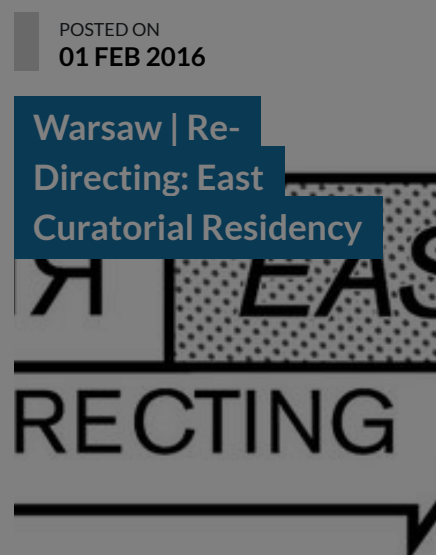 POSTED ON
01 FEB 2016
Warsaw | Re-
Directing: East
Curatorial Residency
EAS
RECTING